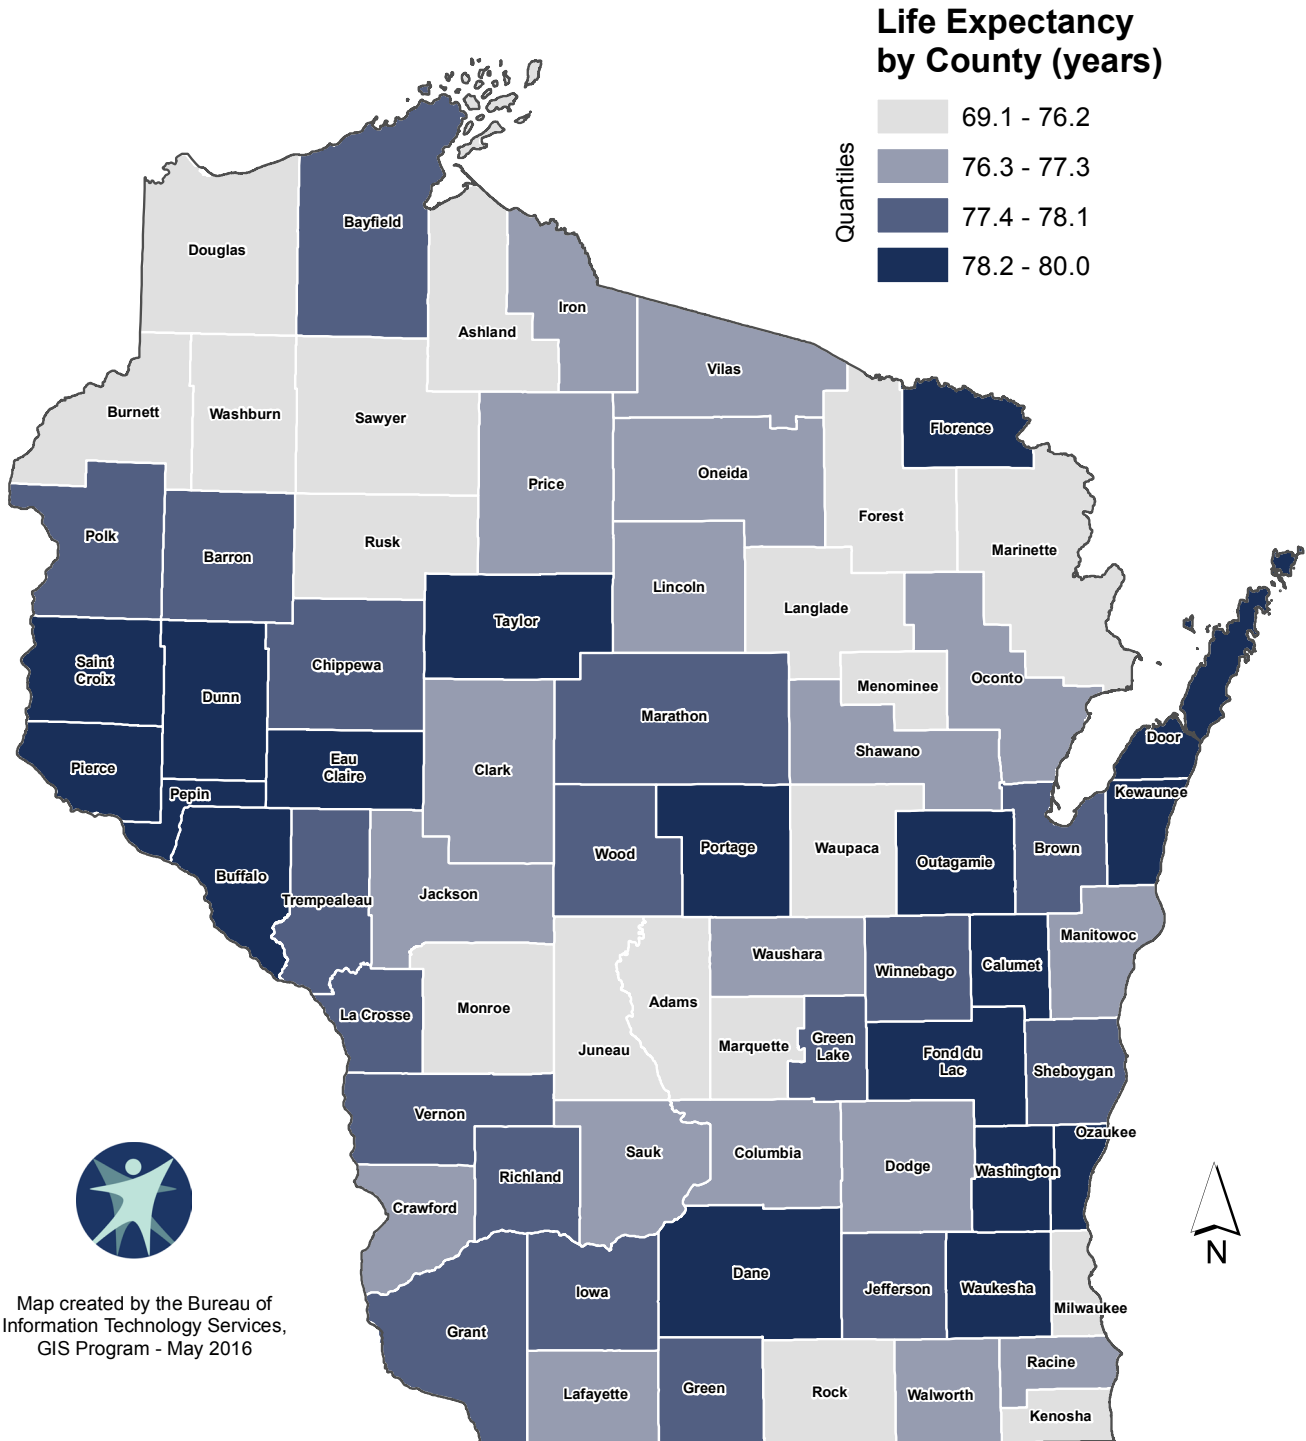 Life Expectancy
by County (years)
Quantiles
69.1 - 76.2
76.3 - 77.3
77.4 - 78.1
78.2 - 80.0
Bayfield
Douglas
Iron
Ashland
Vilas
Burnett
Washburn
Sawyer
Florence
Oneida
Price
Forest
Polk
Rusk
Barron
Marinette
Lincoln
Langlade
Taylor
Saint
Croix
Chippewa
Dunn
Menominee
Oconto
Marathon
Door
Shawano
Pierce
Eau
Claire
Clark
Pepin
Kewaunee
Portage
Waupaca
Brown
Wood
Outagamie
Buffalo
Jackson
Trempealeau
Manitowoc
Waushara
Calumet
Winnebago
Adams
Monroe
La Crosse
Green
Lake
Marquette
Juneau
Fond du
Lac
Sheboygan
Vernon
Ozaukee
Sauk
Columbia
Dodge
Washington
Richland
Crawford
N
Dane
Iowa
Jefferson
Waukesha
Milwaukee
Map created by the Bureau of
Information Technology Services,
GIS Program - May 2016
Grant
Racine
Green
Rock
Lafayette
Walworth
Kenosha